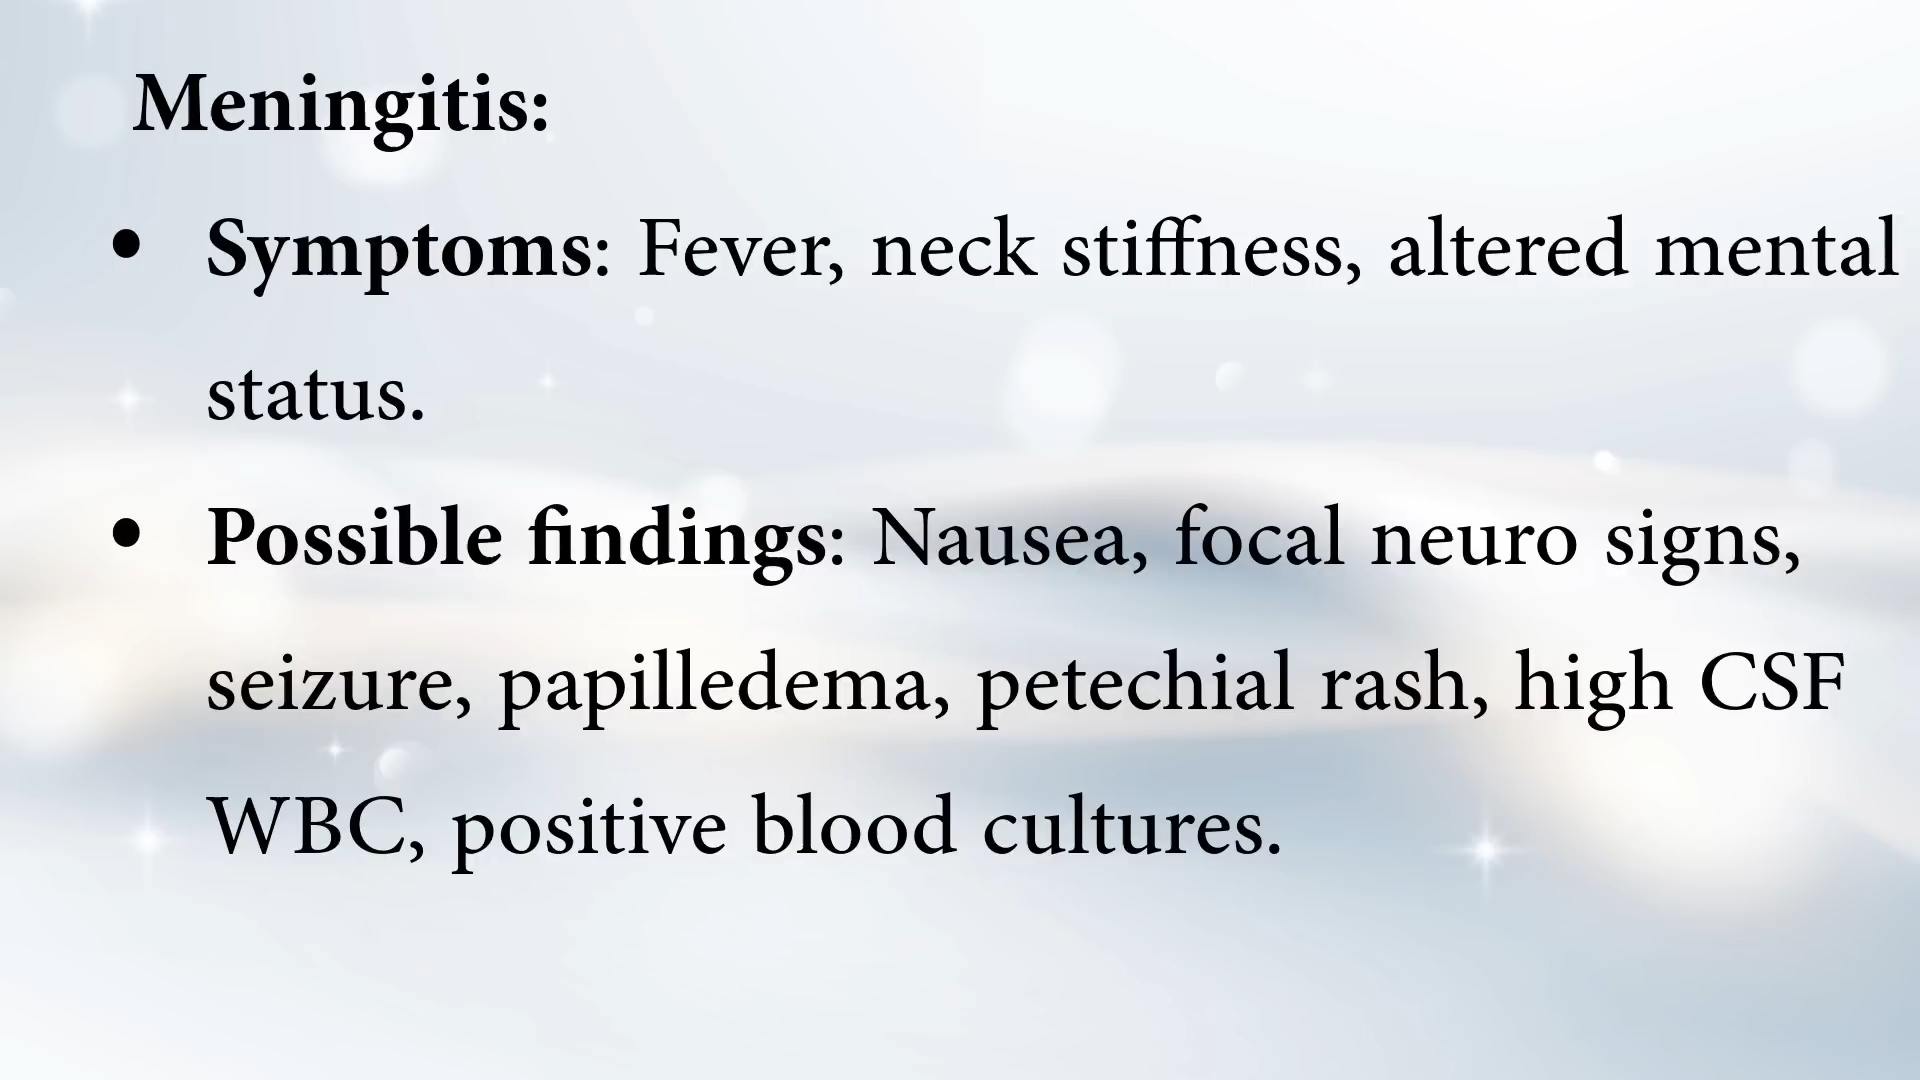 Meningitis:
• Symptoms: Fever, neck stiffness, altered mental
status.
• Possible findings: Nausea, focal neuro signs,
seizure, papilledema, petechial rash, high CSF
WBC, positive blood cultures.